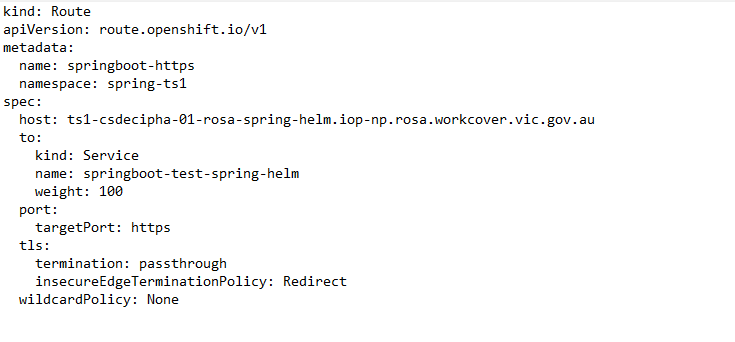 kind: Route
apiVersion: route.openshift.io/v1
metadata:
  name: springboot-https
  namespace: spring-ts1
spec:
  host: ts1-csdecipha-01-rosa-spring-helm.iop-np.rosa.workcover.vic.gov.au
  to:
    kind: Service
    name: springboot-test-spring-helm
    weight: 100
  port:
    targetPort: https
  tls:
    termination: passthrough
    insecureEdgeTerminationPolicy: Redirect
  wildcardPolicy: None